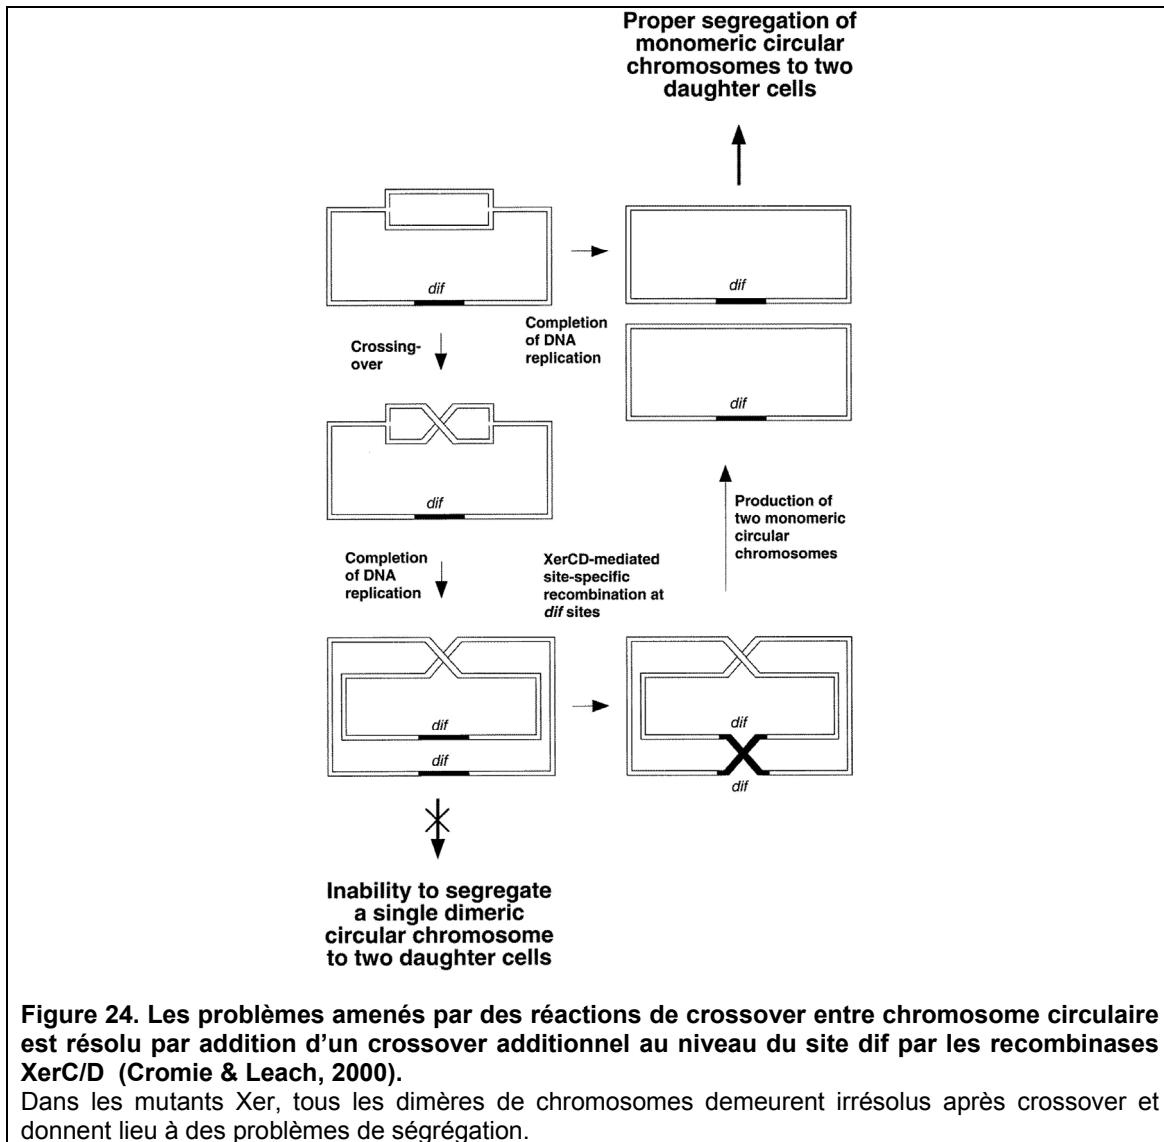 Proper segregation of
monomeric circular
chromosomes to two
daughter cells
dif
dif
Crossing-
over
Completion
of DNA
replication
dif
dif
Completion
of DNA
replication
XerCD-mediated
site-specific
recombination at
dif sites
Production of
two monomeric
circular
chromosomes
dif
dif
dif
dif
Inability to segregate
a single dimeric
circular chromosome
to two daughter cells
Figure 24. Les problèmes amenés par des réactions de crossover entre chromosome circulaire
est résolu par addition d’un crossover additionnel au niveau du site dif par les recombinases
XerC/D (Cromie & Leach, 2000).
Dans les mutants Xer, tous les dimères de chromosomes demeurent irrésolus après crossover et
donnent lieu à des problèmes de ségrégation.